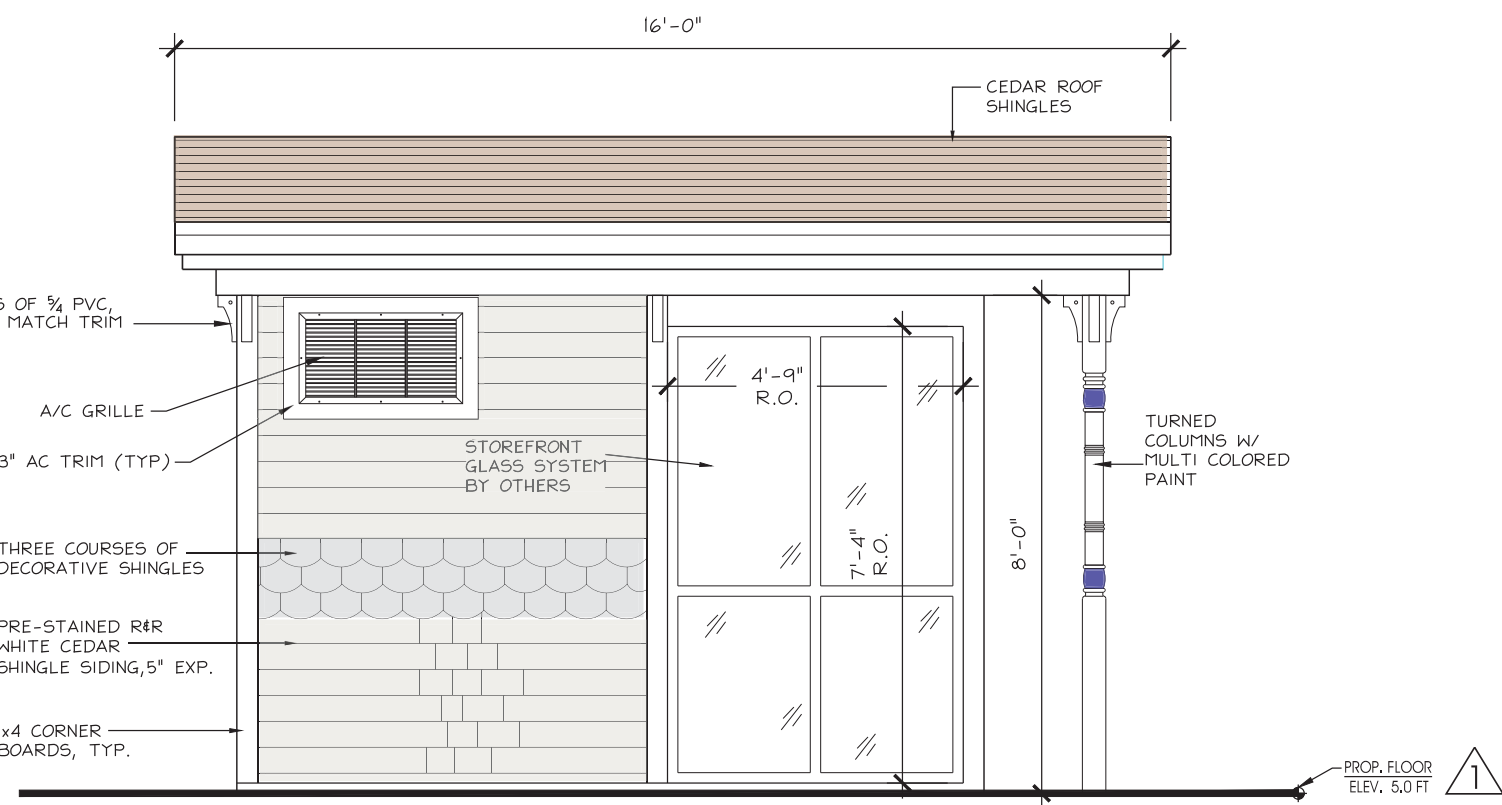 16'-0"
CEDAR ROOF
SHINGLES
S OF 5/4 PVC,
MATCH TRIM
A/C GRILLE
3" AC TRIM (TYP)
4'-9"
R.O.
STOREFRONT
GLASS SYSTEM
BY OTHERS
TURNED
COLUMNS W/
MULTI COLORED
PAINT
7'-4"
R.O.
8'-0"
THREE COURSES OF
DECORATIVE SHINGLES
PRE-STAINED R&R
WHITE CEDAR
SHINGLE SIDING,5" EXP.
x4 CORNER
BOARDS, TYP.
PROP. FLOOR
ELEV. 5.0 FT
1